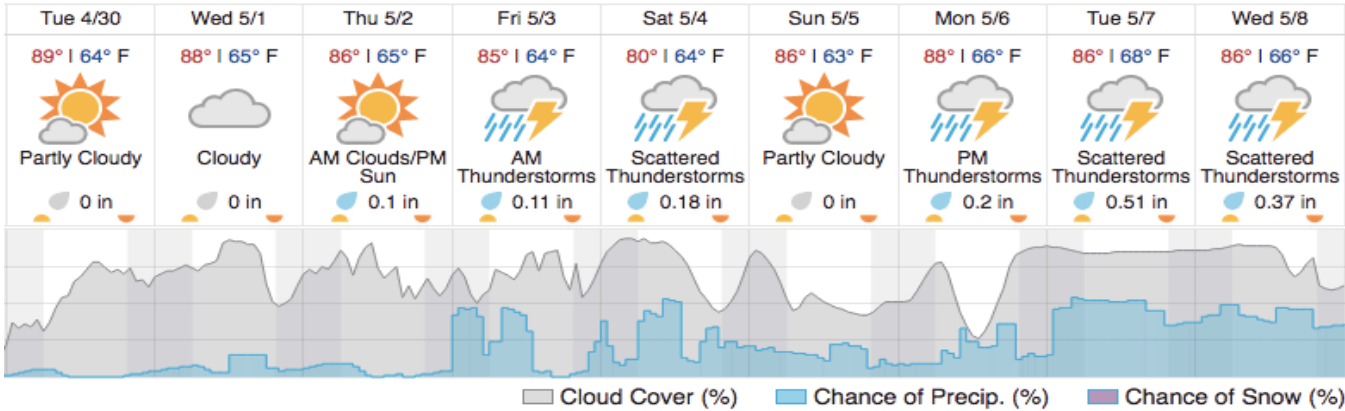 Tue 4/30 Wed 5/1 Thu 5/2 Fri 5/3 Sat 5/4 Sun 5/5 Mon 5/6 Tue 5/7 Wed 5/8
89° | 64° F 88° | 65° F 86° | 65° F 85° | 64° F 80° | 64° F 86° | 63° F 88° | 66° F 86° | 68° F 86° | 66° F
Partly Cloudy Cloudy AM Clouds/PM AM Scattered Partly Cloudy PM Scattered Scattered
Sun Thunderstorms Thunderstorms Thunderstorms Thunderstorms Thunderstorms
0 in 0 in 0.1 in 0.11 in 0.18 in 0 in 0.2 in 0.51 in 0.37 in
Cloud Cover (%) Chance of Precip. (%) Chance of Snow (%)